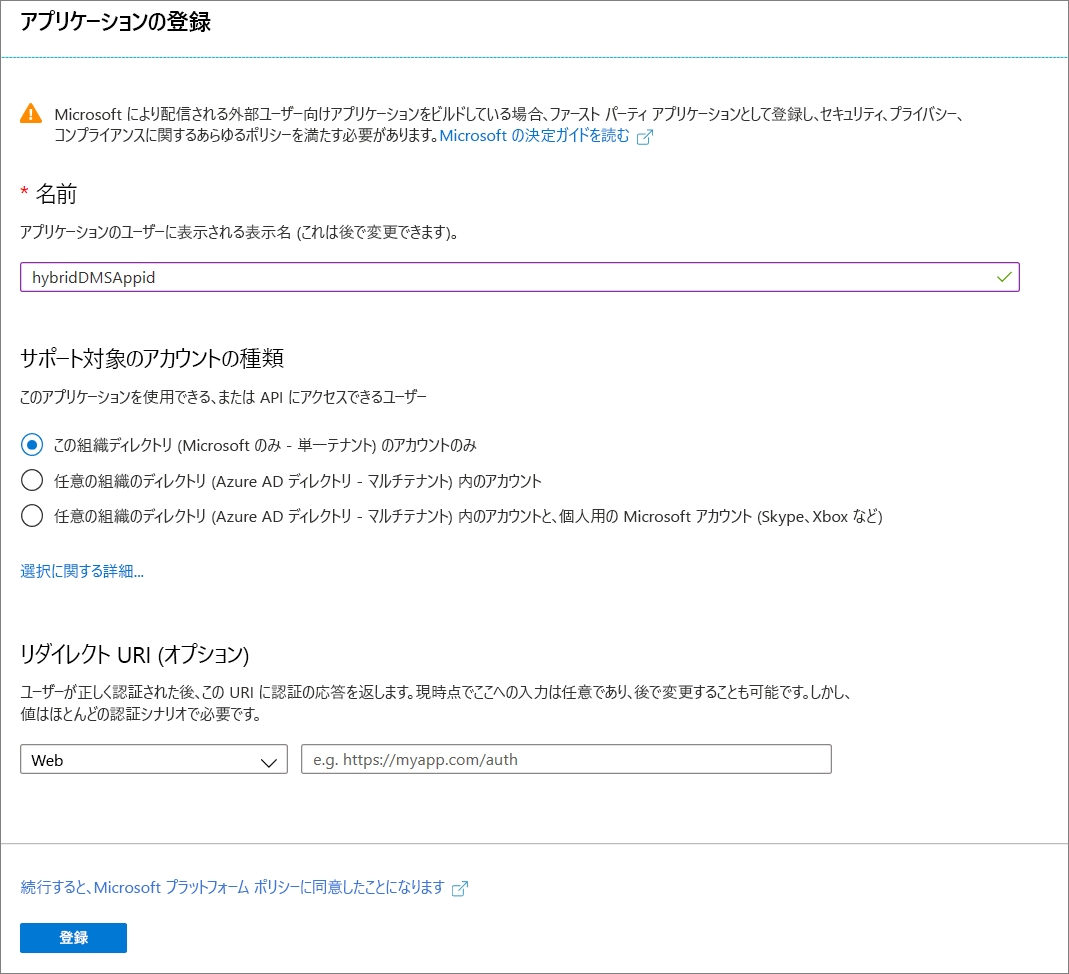 アプリケーションの登録
Microsoft により配信される外部ユーザー向けアプリケーションをビルドしている場合、ファースト パーティ アプリケーションとして登録し、セキュリティ、プライバシー、
コンプライアンスに関するあらゆるポリシーを満たす必要があります。Microsoft の決定ガイドを読む
* 名前
アプリケーションのユーザーに表示される表示名 (これは後で変更できます)。
hybridDMSAppid
サポート対象のアカウントの種類
このアプリケーションを使用できる、または API にアクセスできるユーザー
この組織ディレクトリ (Microsoft のみ - 単一テナント) のアカウントのみ
任意の組織のディレクトリ (Azure AD ディレクトリ - マルチテナント) 内のアカウント
任意の組織のディレクトリ (Azure AD ディレクトリ - マルチテナント) 内のアカウントと、個人用の Microsoft アカウント (Skype、Xbox など)
選択に関する詳細...
リダイレクト URI (オプション)
ユーザーが正しく認証された後、この URI に認証の応答を返します。現時点でここへの入力は任意であり、後で変更することも可能です。しかし、
値はほとんどの認証シナリオで必要です。
Web
e.g. https://myapp.com/auth
続行すると、Microsoft プラットフォーム ポリシーに同意したことになります
登録